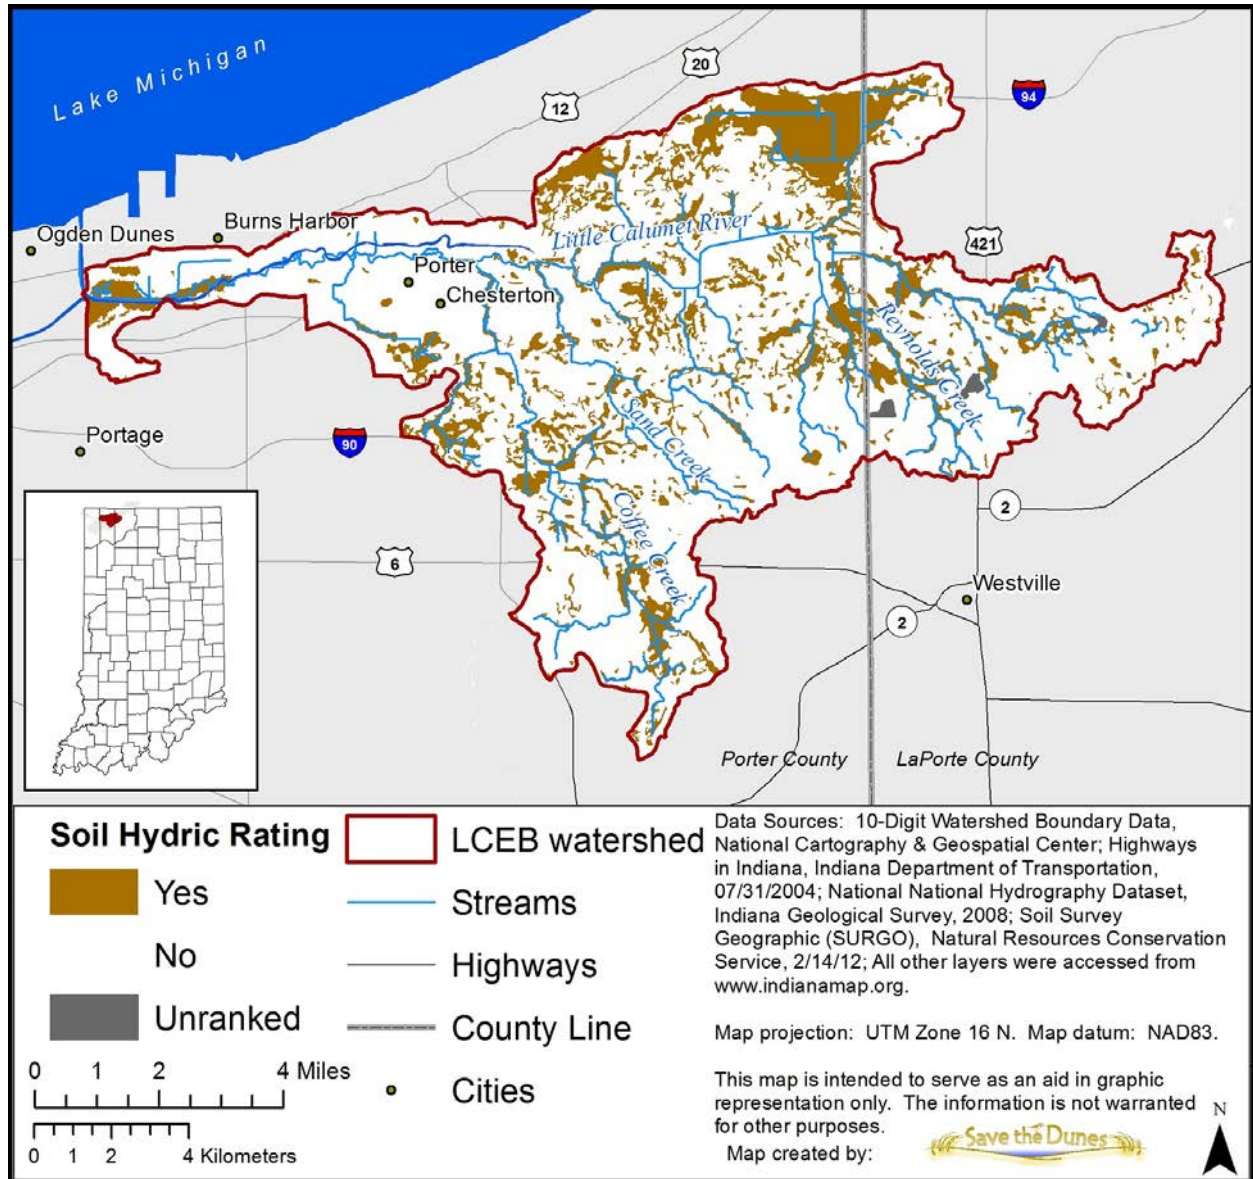 Lake Michigan
20
12
94
Ogden Dunes
Burns Harbor
Little Calumet River
421
Porter
Chesterton
Reynolds Creek
Portage
90
Sand Creek
Coffee Creek
2
6
Westville
2
Porter County
LaPorte County
Soil Hydric Rating
Yes
No
Unranked
0 1 2 4 Miles
0 1 2 4 Kilometers
LCEB watershed
Streams
Highways
County Line
Cities
Data Sources: 10-Digit Watershed Boundary Data,
National Cartography & Geospatial Center; Highways
in Indiana, Indiana Department of Transportation,
07/31/2004; National National Hydrography Dataset,
Indiana Geological Survey, 2008; Soil Survey
Geographic (SURGO), Natural Resources Conservation
Service, 2/14/12; All other layers were accessed from
www.indianamap.org.
Map projection: UTM Zone 16 N. Map datum: NAD83.
This map is intended to serve as an aid in graphic
representation only. The information is not warranted
for other purposes.
Map created by:
Save the Dunes
N